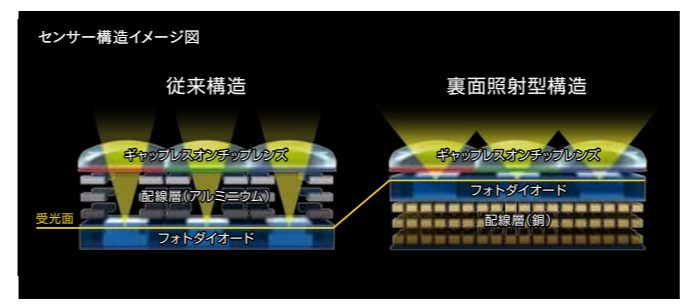 センサー構造イメージ図
従来構造
裏面照射型構造
ギャップレスオンチップレンズ
ギャップレスオンチップレンズ
配線層(アルミニウム)
フォトダイオード
受光面
配線層(銅)
フォトダイオード